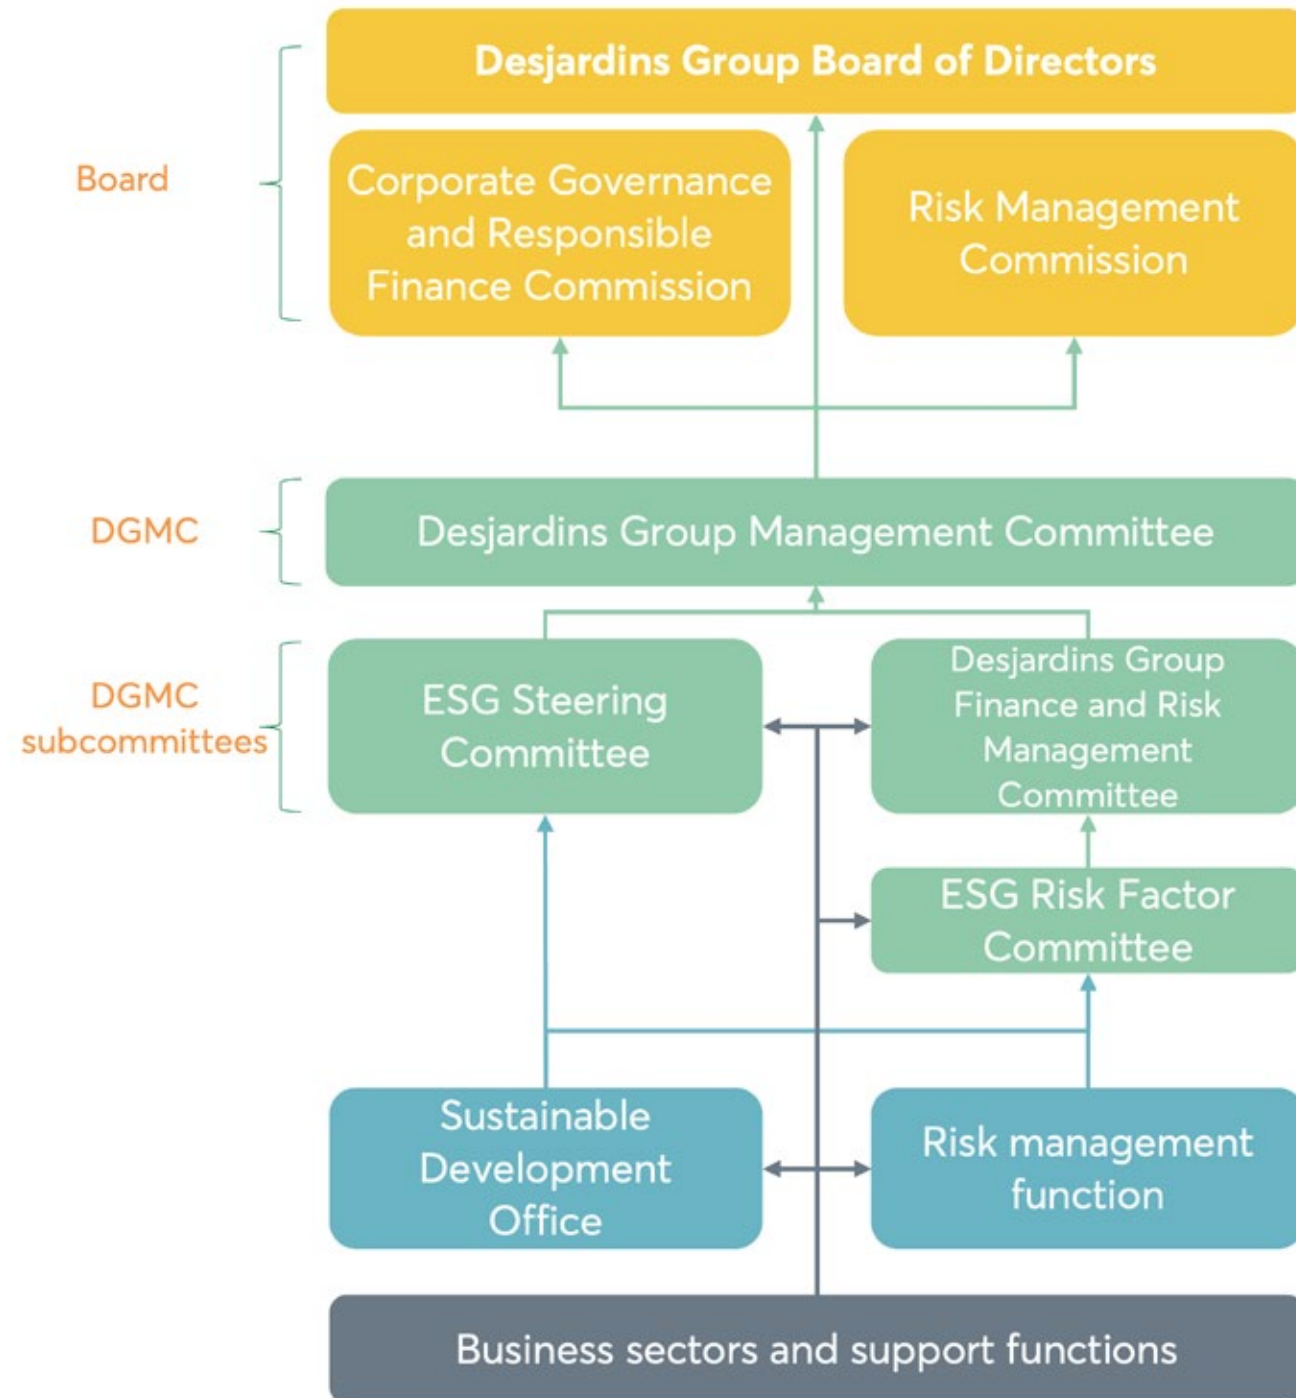 Desjardins Group Board of Directors
Board
Corporate Governance
and Responsible
Finance Commission
Risk Management
Commission
DGMC
Desjardins Group Management Committee
DGMC
subcommittees
ESG Steering
Committee
Desjardins Group
Finance and Risk
Management
Committee
ESG Risk Factor
Committee
Sustainable
Development
Office
Risk management
function
Business sectors and support functions